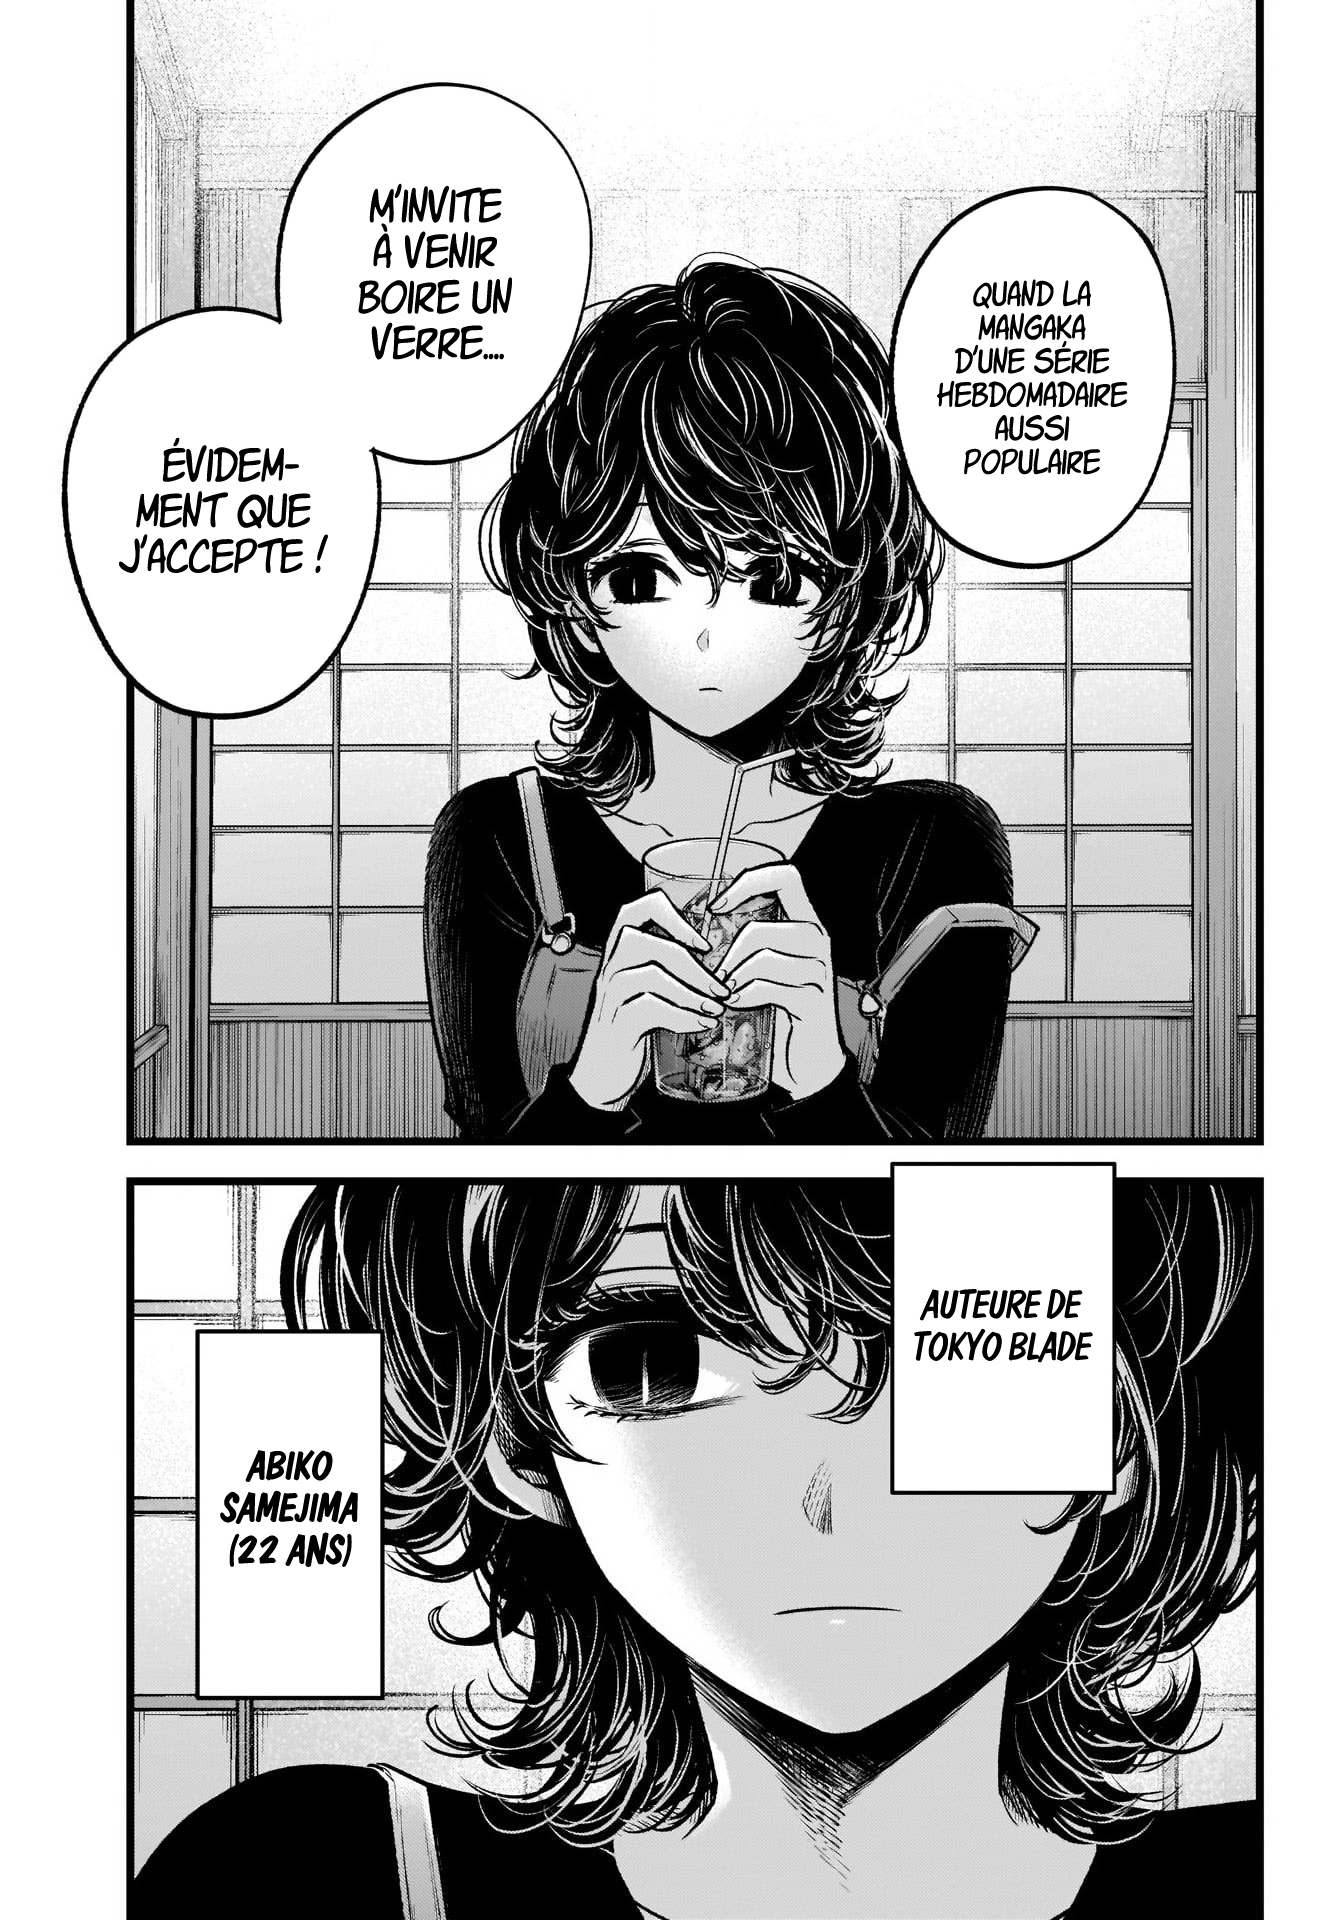 QUAND LA
MANGAKA
D'UNE SÉRIE
HEBDOMADAIRE
AUSSI
POPULAIRE
M'INVITE
À VENIR
BOIRE UN
VERRE....
ÉVIDEM-
MENT QUE
J'ACCEPTE !
AUTEURE DE
TOKYO BLADE
ABIKO
SAMEJIMA
(22 ANS)